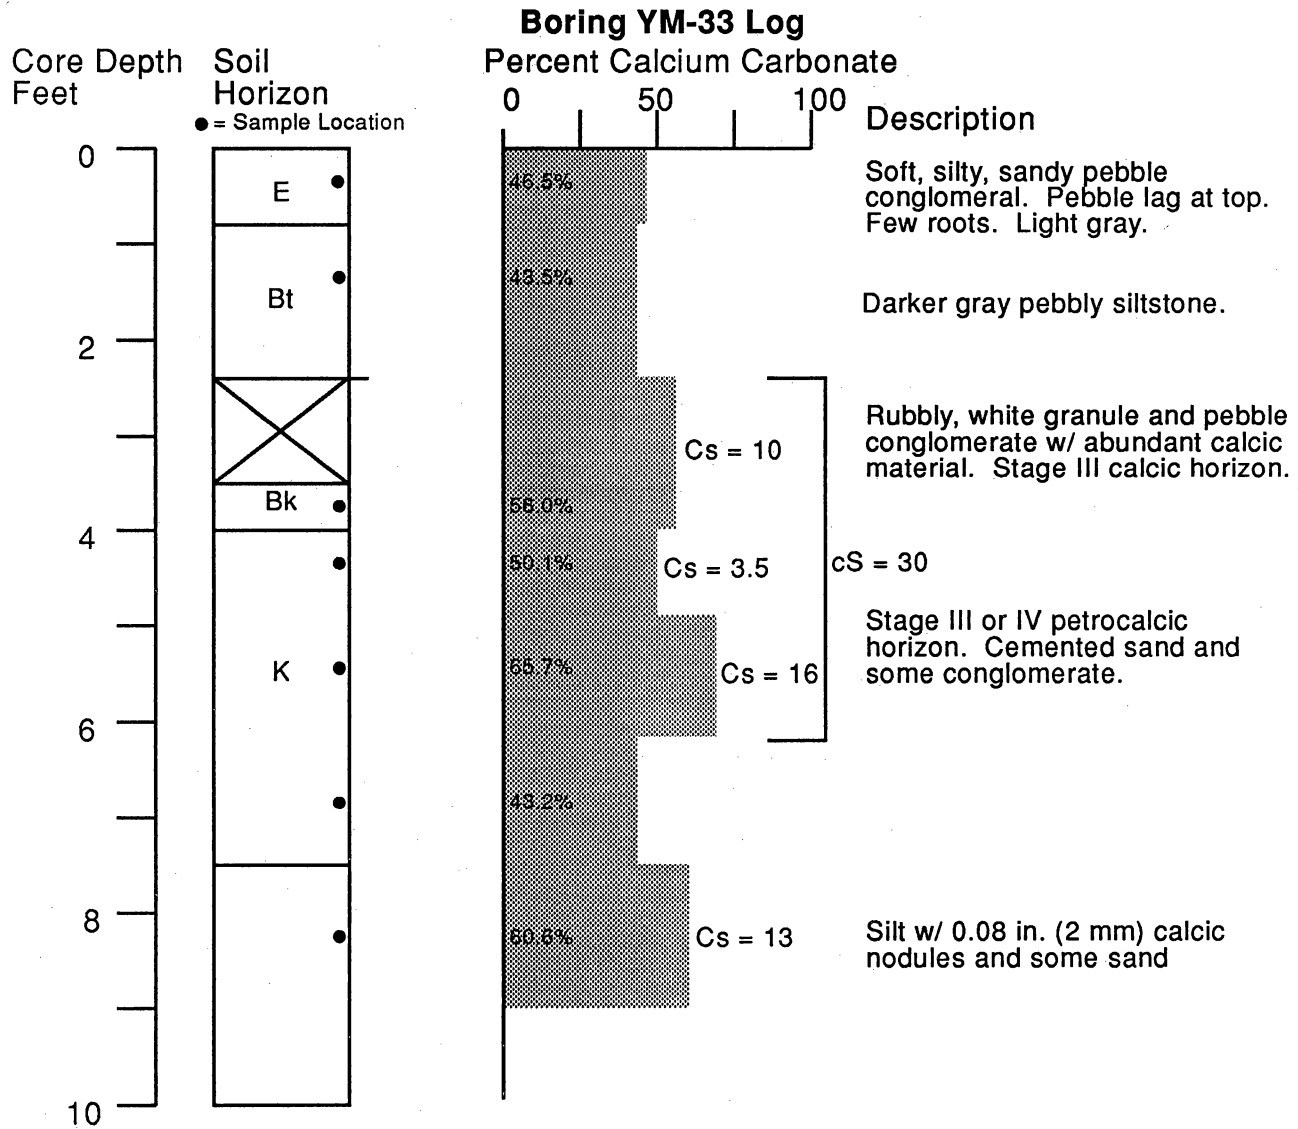 Boring YM-33 Log
Core Depth
Feet
Soil
Horizon
● = Sample Location
Percent Calcium Carbonate
0 50 100
Description
0
E
46.5%
Soft, silty, sandy pebble
conglomeral. Pebble lag at top.
Few roots. Light gray.
Bt
43.5%
Darker gray pebbly siltstone.
2
Cs = 10
Rubbly, white granule and pebble
conglomerate w/ abundant calcic
material. Stage III calcic horizon.
Bk
56.0%
4
50.1%
Cs = 3.5
cS = 30
K
65.7%
Cs = 16
Stage III or IV petrocalcic
horizon. Cemented sand and
some conglomerate.
6
43.2%
8
60.6%
Cs = 13
Silt w/ 0.08 in. (2 mm) calcic
nodules and some sand
10